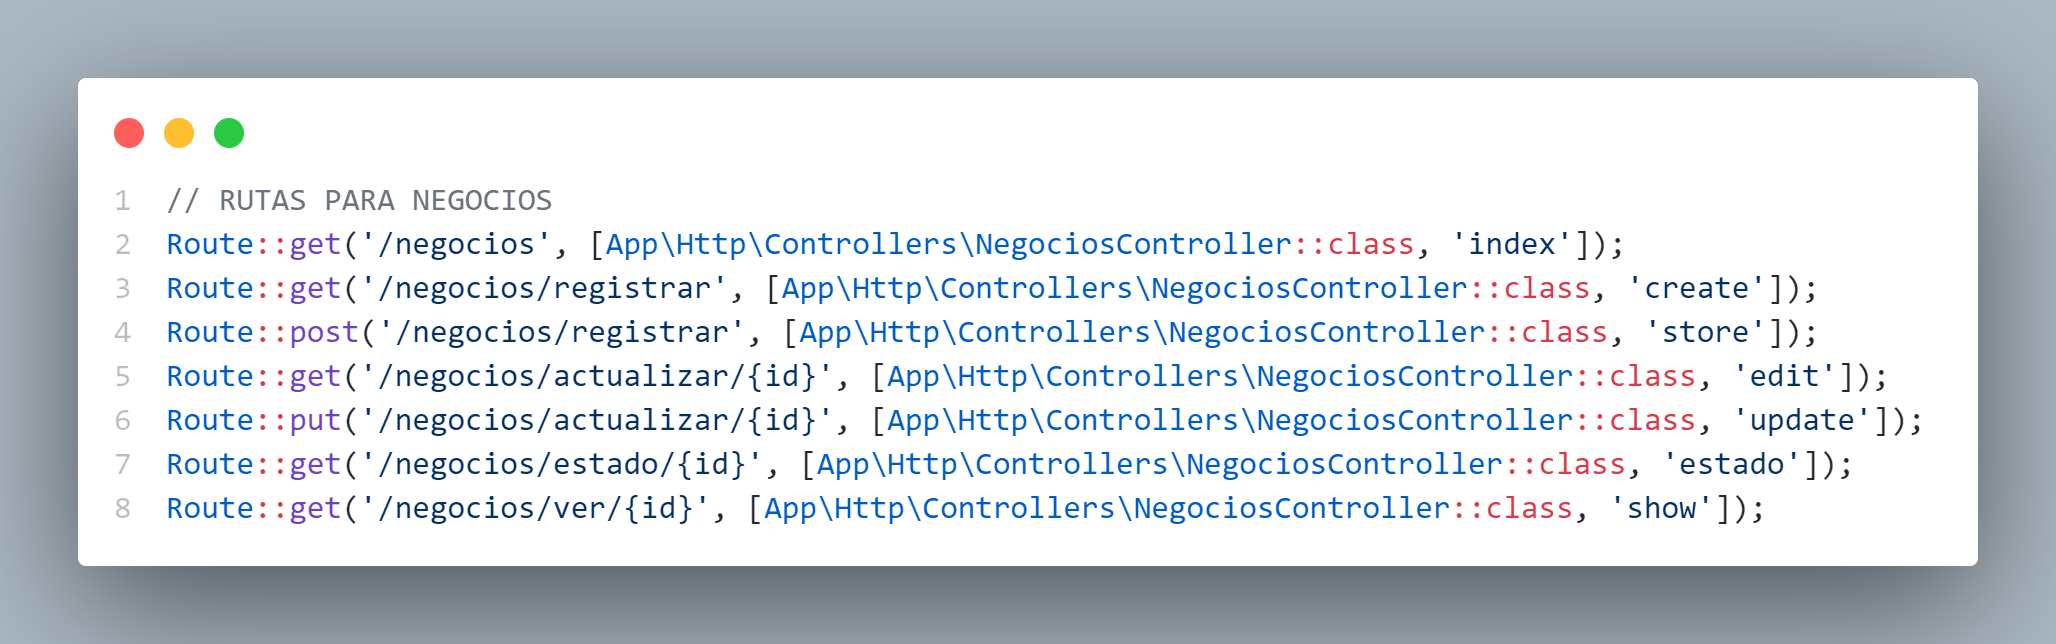 1 // RUTAS PARA NEGOCIOS
2 Route::get('/negocios', [App\Http\Controllers\NegociosController::class, 'index']);
3 Route::get('/negocios/registrar', [App\Http\Controllers\NegociosController::class, 'create']);
4 Route::post('/negocios/registrar', [App\Http\Controllers\NegociosController::class, 'store']);
5 Route::get('/negocios/actualizar/{id}', [App\Http\Controllers\NegociosController::class, 'edit']);
6 Route::put('/negocios/actualizar/{id}', [App\Http\Controllers\NegociosController::class, 'update']);
7 Route::get('/negocios/estado/{id}', [App\Http\Controllers\NegociosController::class, 'estado']);
8 Route::get('/negocios/ver/{id}', [App\Http\Controllers\NegociosController::class, 'show']);